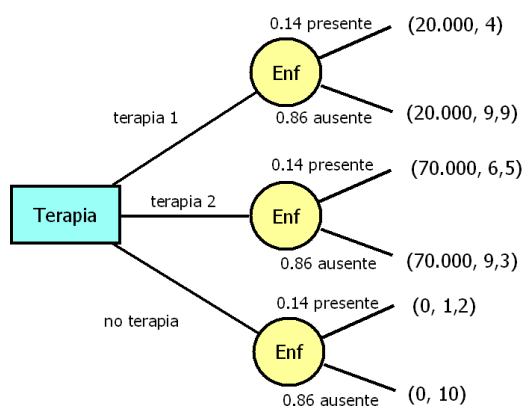 0.14 presente
(20.000, 4)
Enf
terapia 1
0.86 ausente
(20.000, 9,9)
0.14 presente
(70.000, 6,5)
Terapia
terapia 2
Enf
0.86 ausente
(70.000, 9,3)
0.14 presente
(0, 1,2)
no terapia
Enf
0.86 ausente
(0, 10)